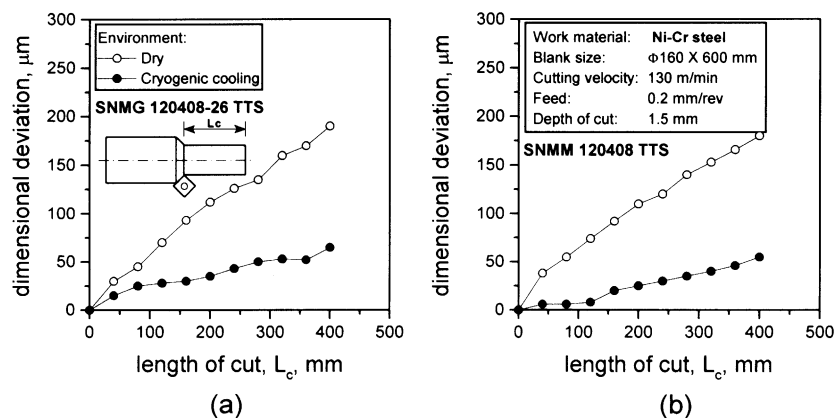 300
250
200
150
100
50
0
dimensional deviation, μm
Environment:
Dry
Cryogenic cooling
SNMG 120408-26 TTS
Lc
0 100 200 300 400 500
length of cut, Lc, mm
(a)
300
250
200
150
100
50
0
dimensional deviation, μm
Work material: Ni-Cr steel
Blank size: Φ160 X 600 mm
Cutting velocity: 130 m/min
Feed: 0.2 mm/rev
Depth of cut: 1.5 mm
SNMM 120408 TTS
0 100 200 300 400 500
length of cut, Lc, mm
(b)